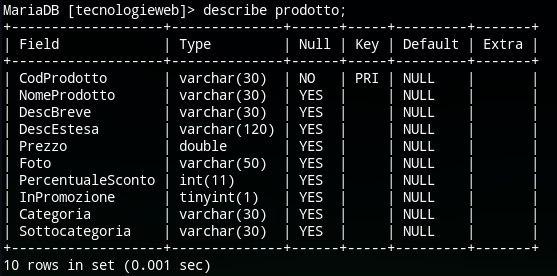 MariaDB [tecnologieweb]> describe prodotto;
+--------------------+--------------+------+-----+---------+-------+
| Field              | Type         | Null | Key | Default | Extra |
+--------------------+--------------+------+-----+---------+-------+
| CodProdotto        | varchar(30)  | NO   | PRI | NULL    |       |
| NomeProdotto       | varchar(30)  | YES  |     | NULL    |       |
| DescBreve          | varchar(30)  | YES  |     | NULL    |       |
| DescEstesa         | varchar(120) | YES  |     | NULL    |       |
| Prezzo             | double       | YES  |     | NULL    |       |
| Foto               | varchar(50)  | YES  |     | NULL    |       |
| PercentualeSconto  | int(11)      | YES  |     | NULL    |       |
| InPromozione       | tinyint(1)   | YES  |     | NULL    |       |
| Categoria          | varchar(30)  | YES  |     | NULL    |       |
| Sottocategoria     | varchar(30)  | YES  |     | NULL    |       |
+--------------------+--------------+------+-----+---------+-------+
10 rows in set (0.001 sec)